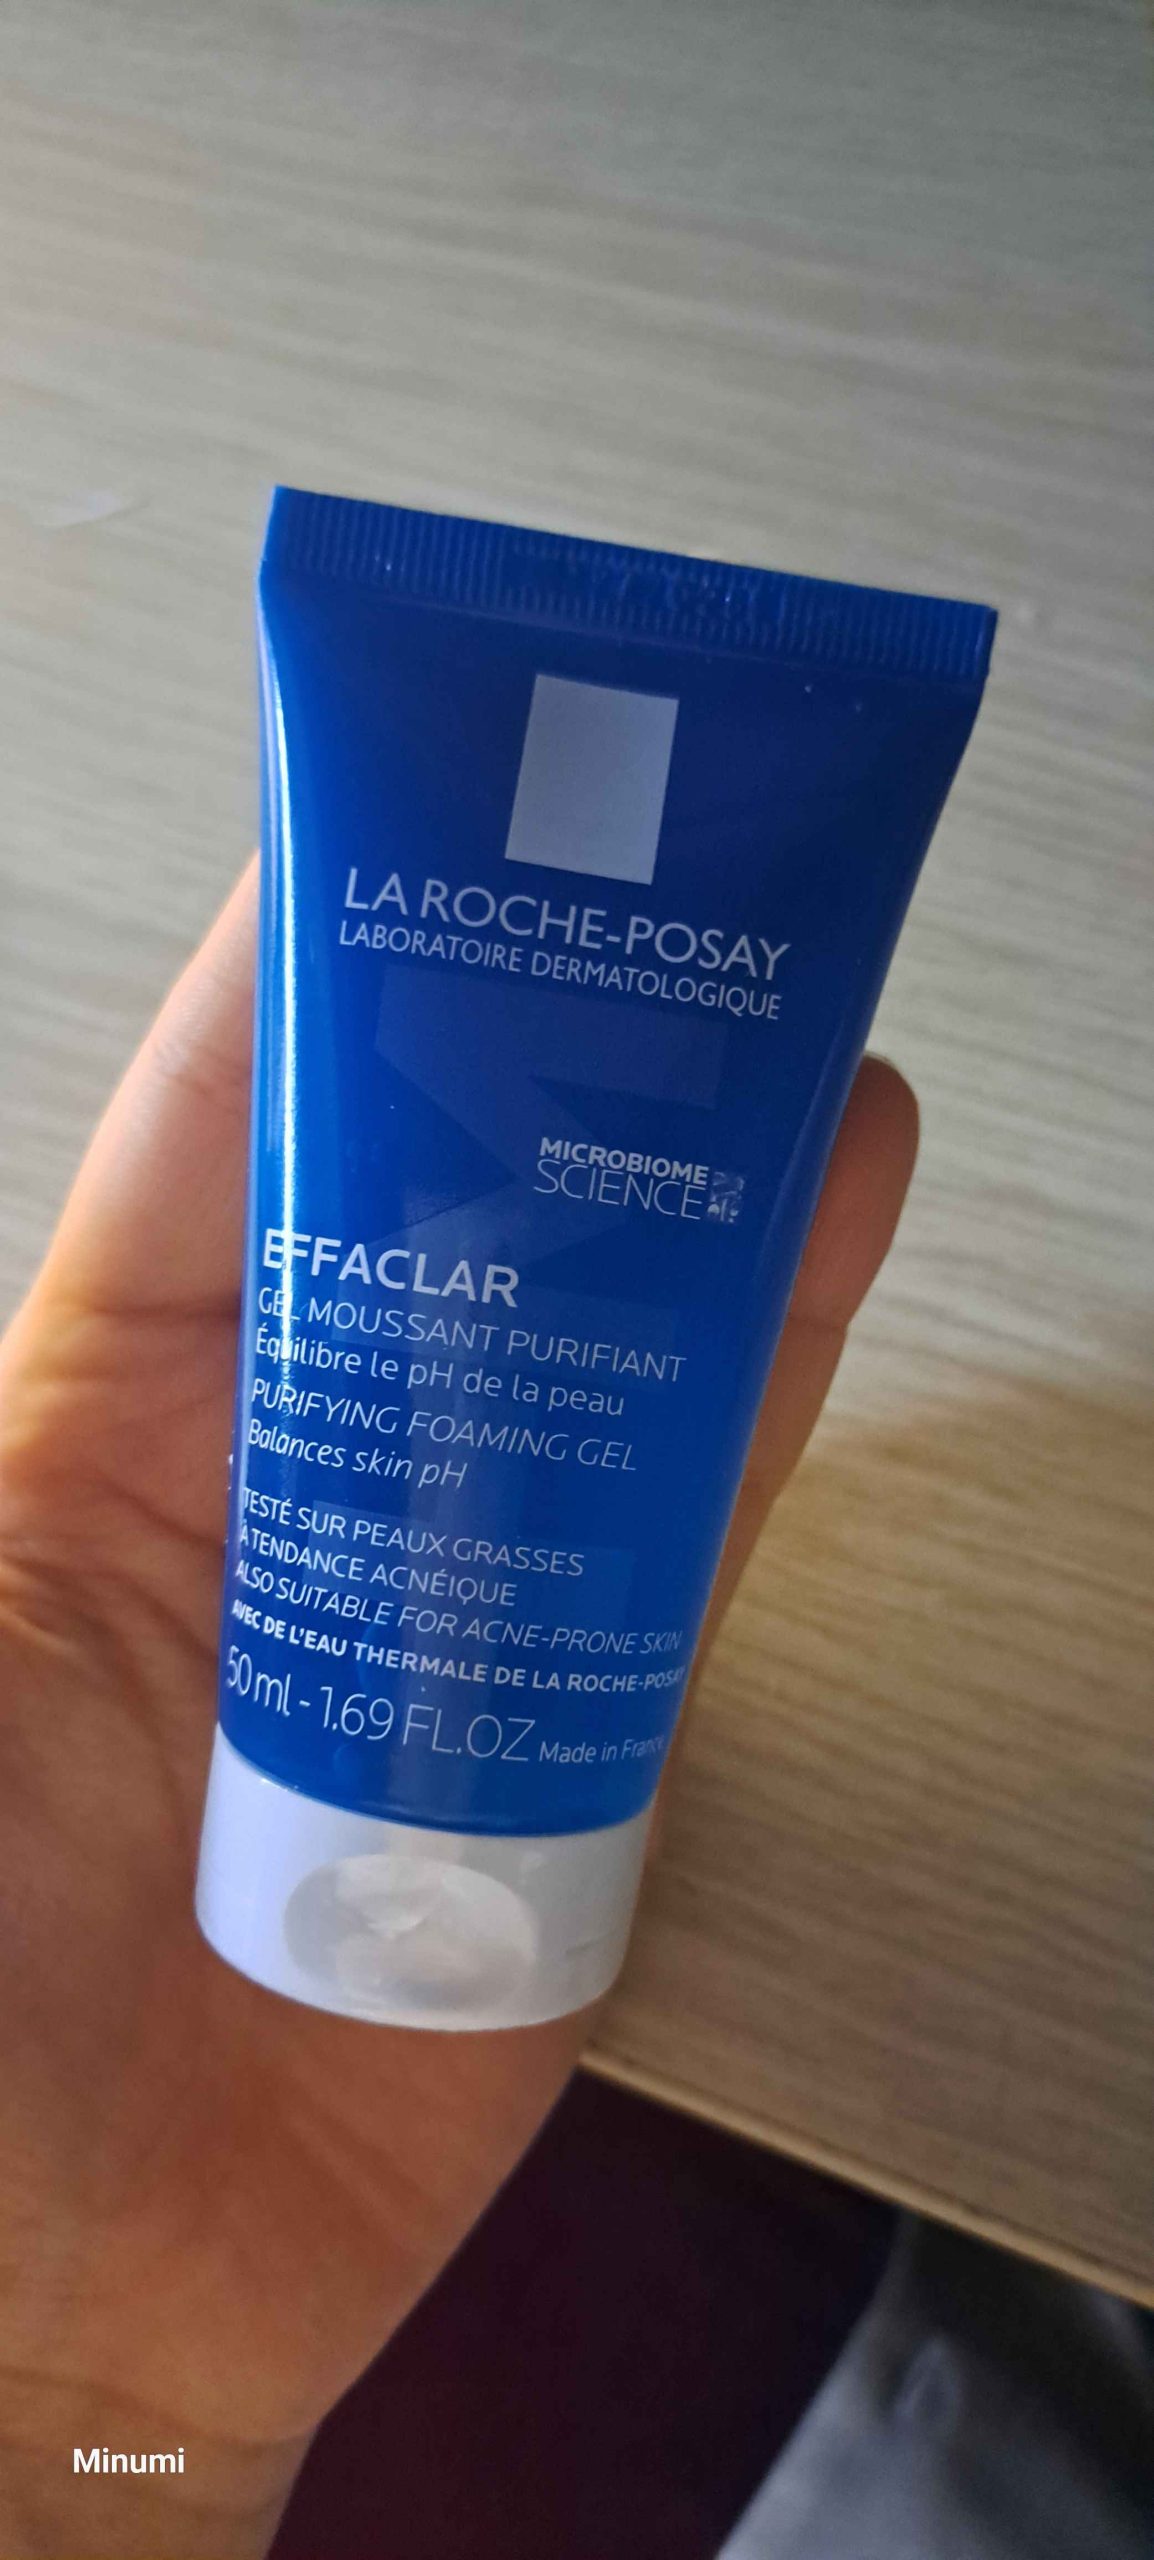 LA ROCHE-POSAY
LABORATOIRE DERMATOLOGIQUE
MICROBIOME
SCIENCE
EFFACLAR
GEL MOUSSANT PURIFIANT
Équilibre le pH de la peau
PURIFYING FOAMING GEL
Balances skin pH
TESTÉ SUR PEAUX GRASSES
À TENDANCE ACNÉIQUE
ALSO SUITABLE FOR ACNE-PRONE SKIN
AVEC DE L'EAU THERMALE DE LA ROCHE-POSAY
50 ml - 1.69 FL.OZ Made in France
Minumi